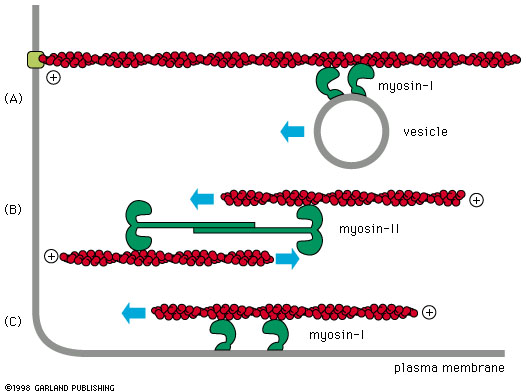 +
(A)
myosin-I
vesicle
(B)
+
myosin-II
+
(C)
+
myosin-I
plasma membrane
©1998 GARLAND PUBLISHING